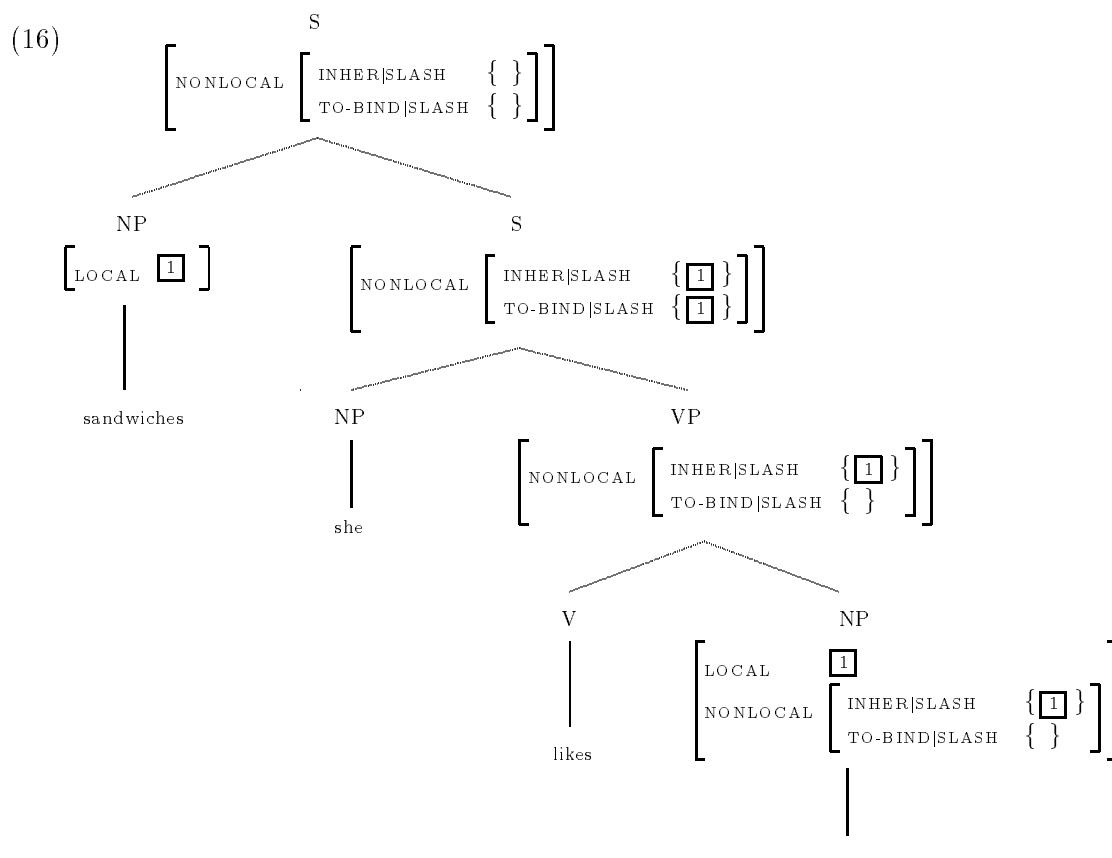 (16)
S
NONLOCAL INHER|SLASH { }
TO-BIND|SLASH { }
NP S
LOCAL 1
NONLOCAL INHER|SLASH { 1 }
TO-BIND|SLASH { 1 }
sandwiches
NP VP
NONLOCAL INHER|SLASH { 1 }
TO-BIND|SLASH { }
she
V NP
LOCAL 1
NONLOCAL INHER|SLASH { 1 }
TO-BIND|SLASH { }
likes